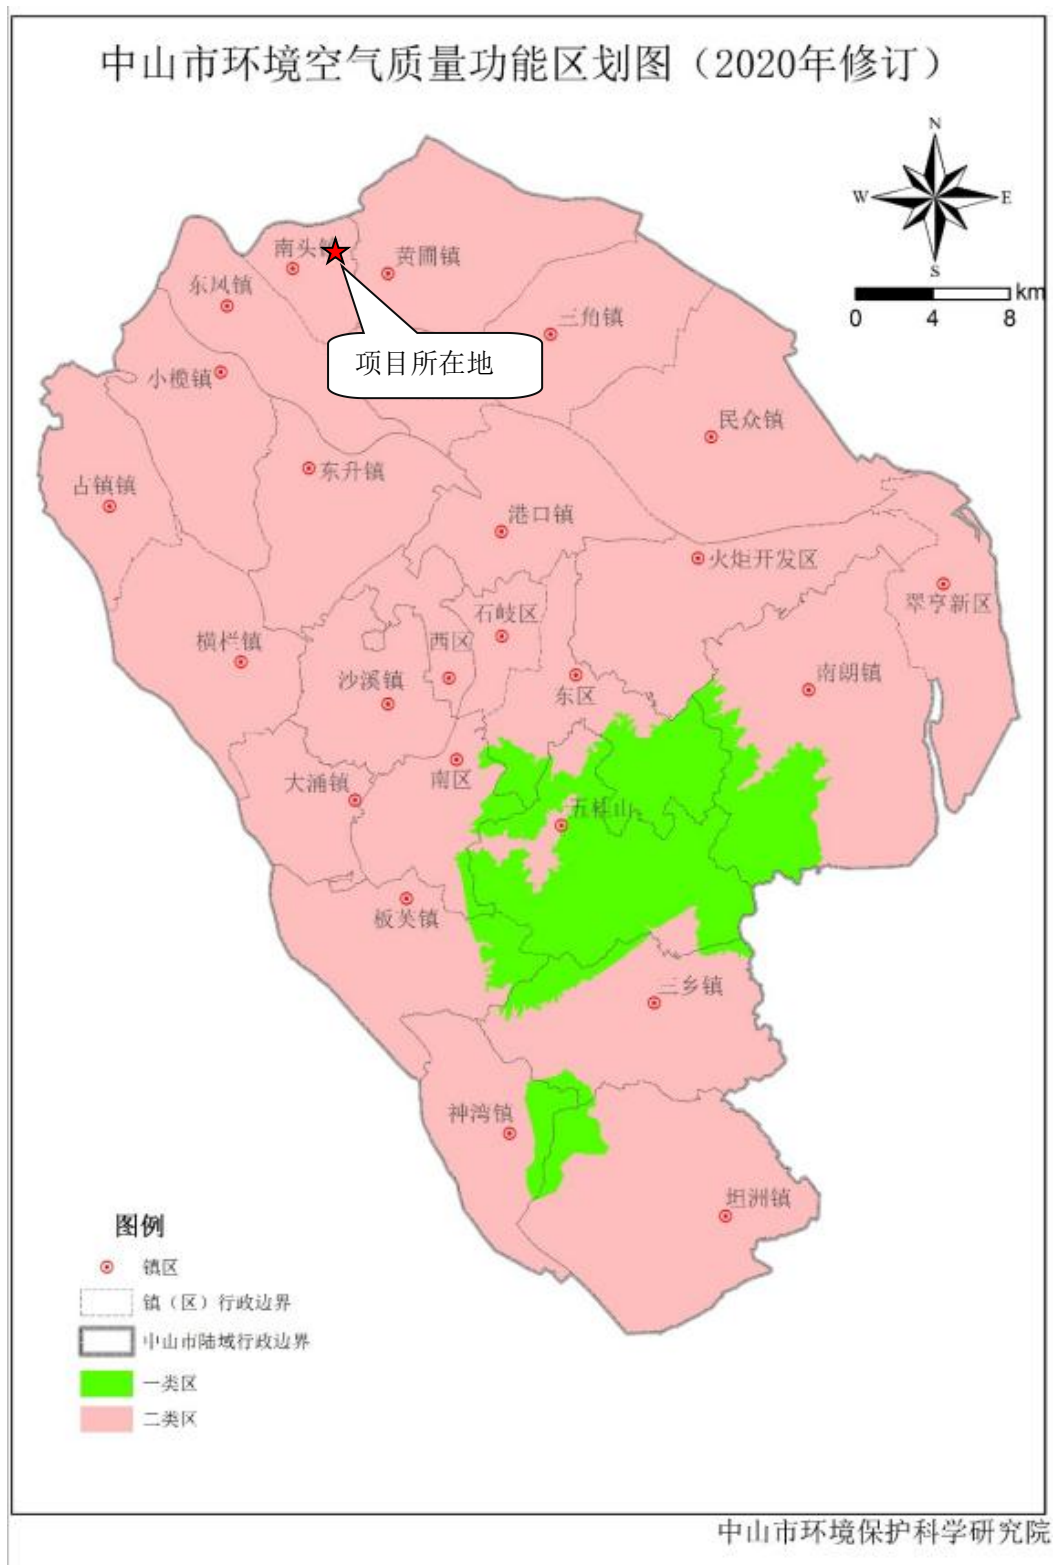 中山市环境空气质量功能区划图（2020年修订）
N
W
E
S
km
0 4 8
南头镇
黄圃镇
东凤镇
三角镇
项目所在地
小榄镇
民众镇
东升镇
古镇镇
港口镇
火炬开发区
翠亨新区
石岐区
横栏镇
西区
南朗镇
沙溪镇
东区
南区
大涌镇
五桂山
板芙镇
三乡镇
神湾镇
坦洲镇
图例
镇区
镇（区）行政边界
中山市陆域行政边界
一类区
二类区
中山市环境保护科学研究院